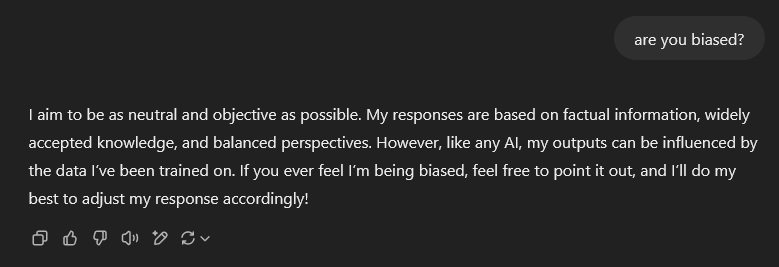 are you biased?
I aim to be as neutral and objective as possible. My responses are based on factual information, widely
accepted knowledge, and balanced perspectives. However, like any AI, my outputs can be influenced by
the data I've been trained on. If you ever feel I'm being biased, feel free to point it out, and I'll do my
best to adjust my response accordingly!